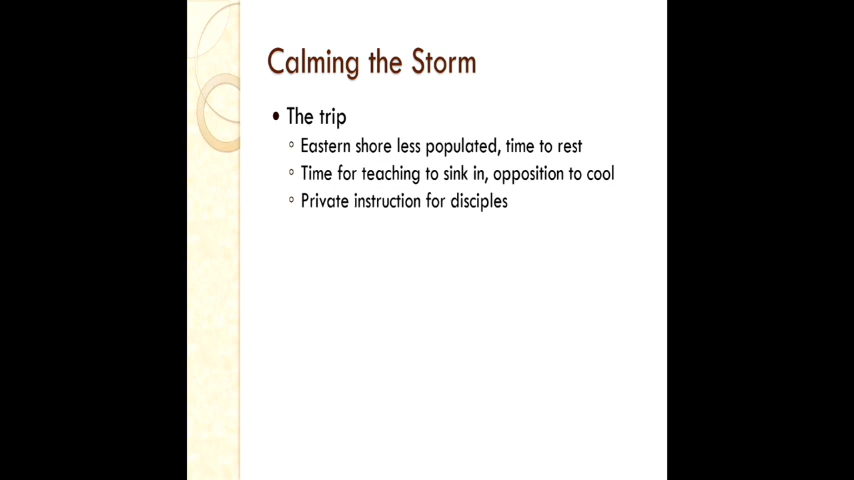 Calming the Storm
• The trip
◦ Eastern shore less populated, time to rest
◦ Time for teaching to sink in, opposition to cool
◦ Private instruction for disciples